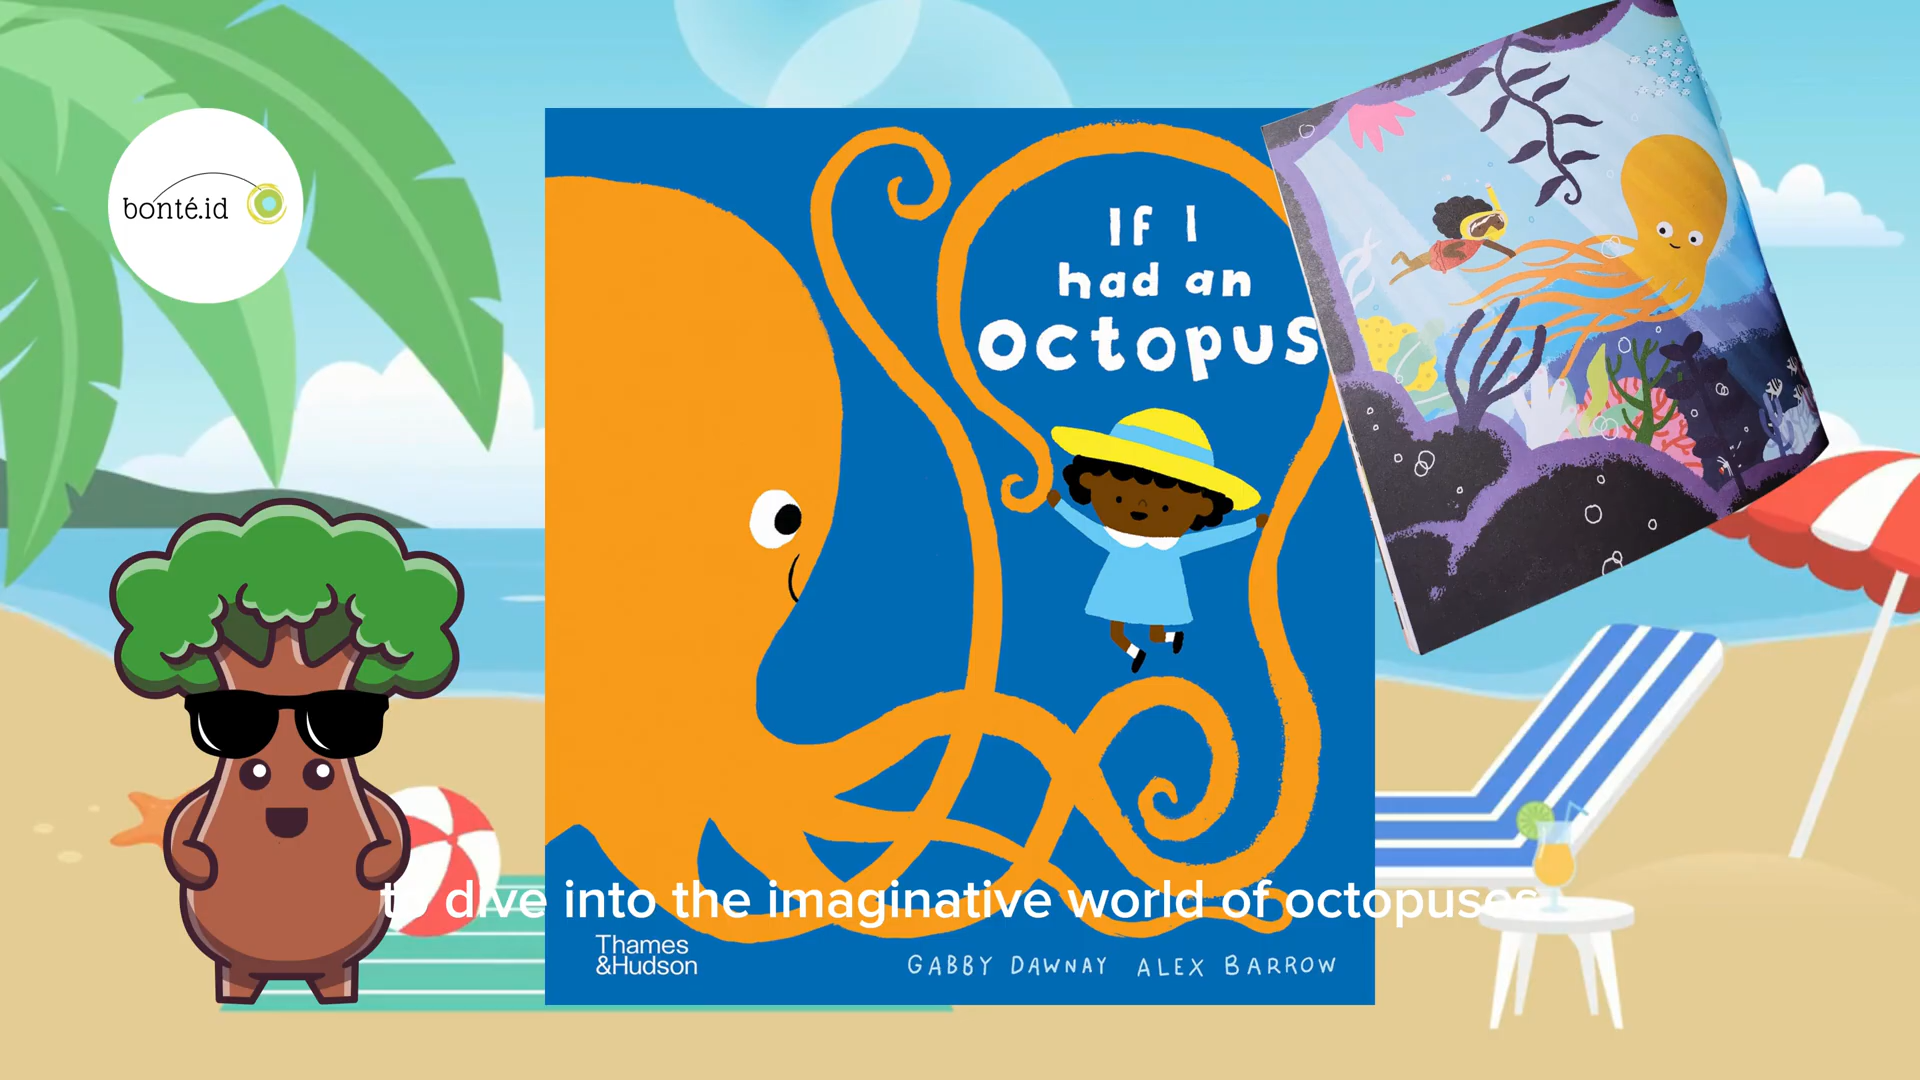 bonté.id
If I
had an
octopus
to dive into the imaginative world of octopuses
Thames
&Hudson
GABBY DAWNAY ALEX BARROW